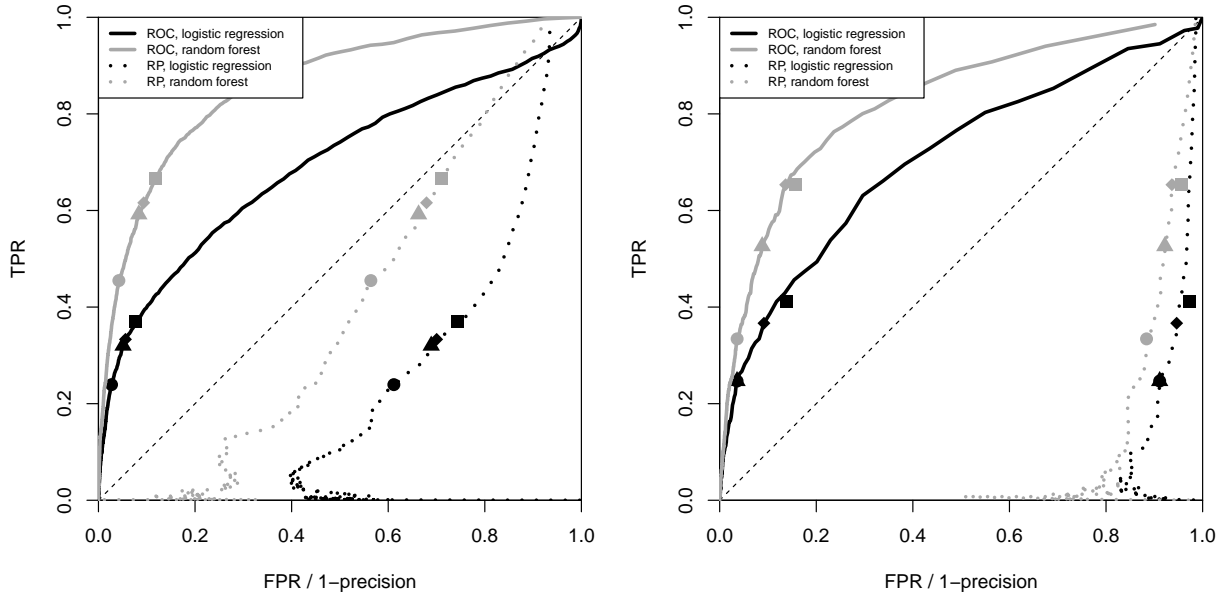 ROC, logistic regression
ROC, random forest
RP, logistic regression
RP, random forest
TPR
0.0
0.2
0.4
0.6
0.8
1.0
0.0
0.2
0.4
0.6
0.8
1.0
FPR / 1−precision
ROC, logistic regression
ROC, random forest
RP, logistic regression
RP, random forest
TPR
0.0
0.2
0.4
0.6
0.8
1.0
0.0
0.2
0.4
0.6
0.8
1.0
FPR / 1−precision